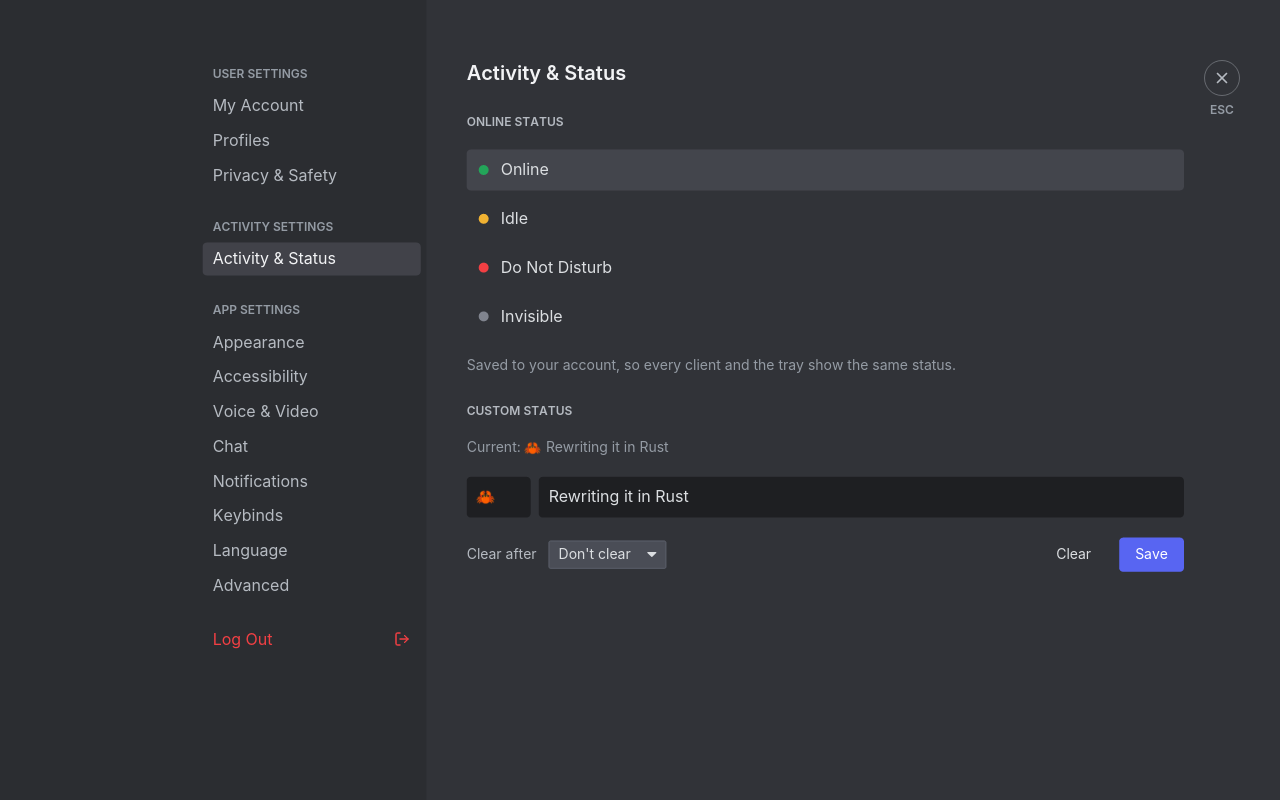 USER SETTINGS
My Account
Profiles
Privacy & Safety
ACTIVITY SETTINGS
Activity & Status
APP SETTINGS
Appearance
Accessibility
Voice & Video
Chat
Notifications
Keybinds
Language
Advanced
Log Out
Activity & Status
ESC
ONLINE STATUS
Online
Idle
Do Not Disturb
Invisible
Saved to your account, so every client and the tray show the same status.
CUSTOM STATUS
Current: 🦀 Rewriting it in Rust
🦀 Rewriting it in Rust
Clear after Don't clear Clear Save